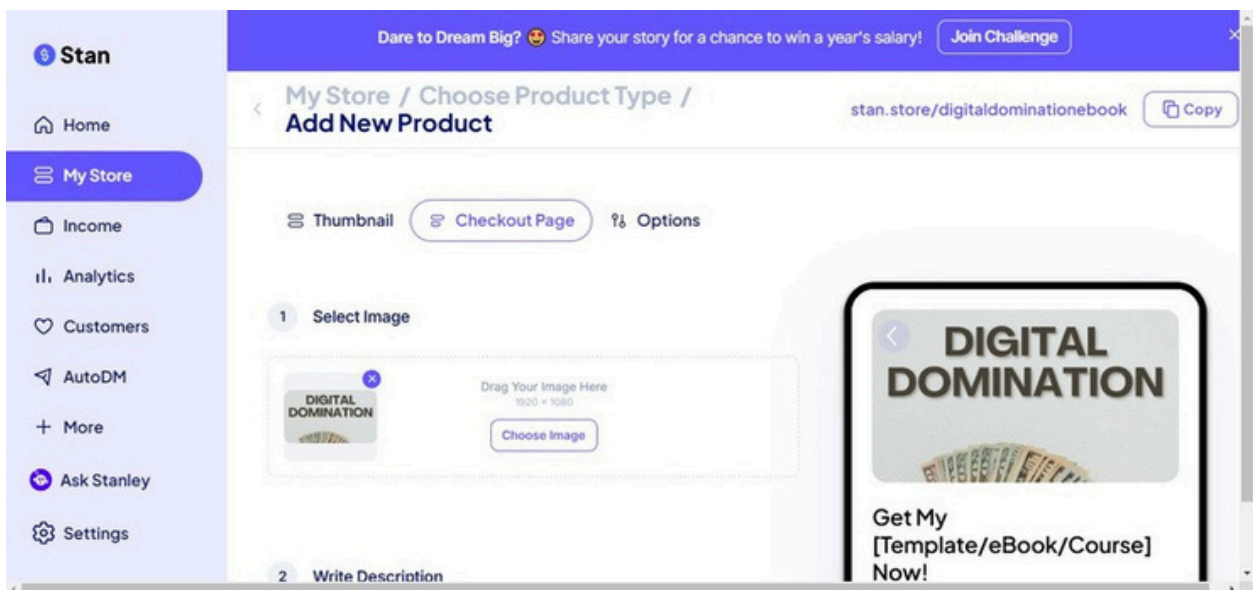 Stan
Dare to Dream Big? 🤩 Share your story for a chance to win a year's salary!
Join Challenge
My Store / Choose Product Type /
Add New Product
stan.store/digitaldominationebook
Copy
Home
My Store
Income
Analytics
Customers
AutoDM
More
Ask Stanley
Settings
Thumbnail
Checkout Page
Options
1 Select Image
DIGITAL
DOMINATION
Drag Your Image Here
1920 × 1080
Choose Image
2 Write Description
DIGITAL
DOMINATION
Get My
[Template/eBook/Course]
Now!